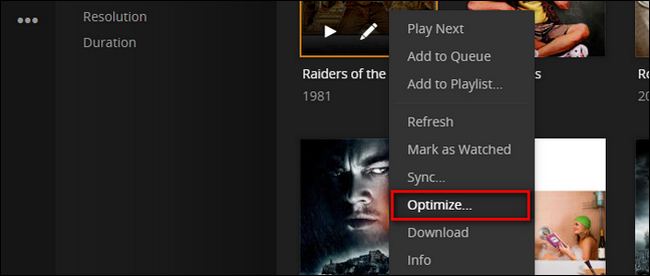 Resolution
Duration
Play Next
Add to Queue
Add to Playlist...
Refresh
Mark as Watched
Sync...
Optimize...
Download
Info
Raiders of the
s
1981
Ro